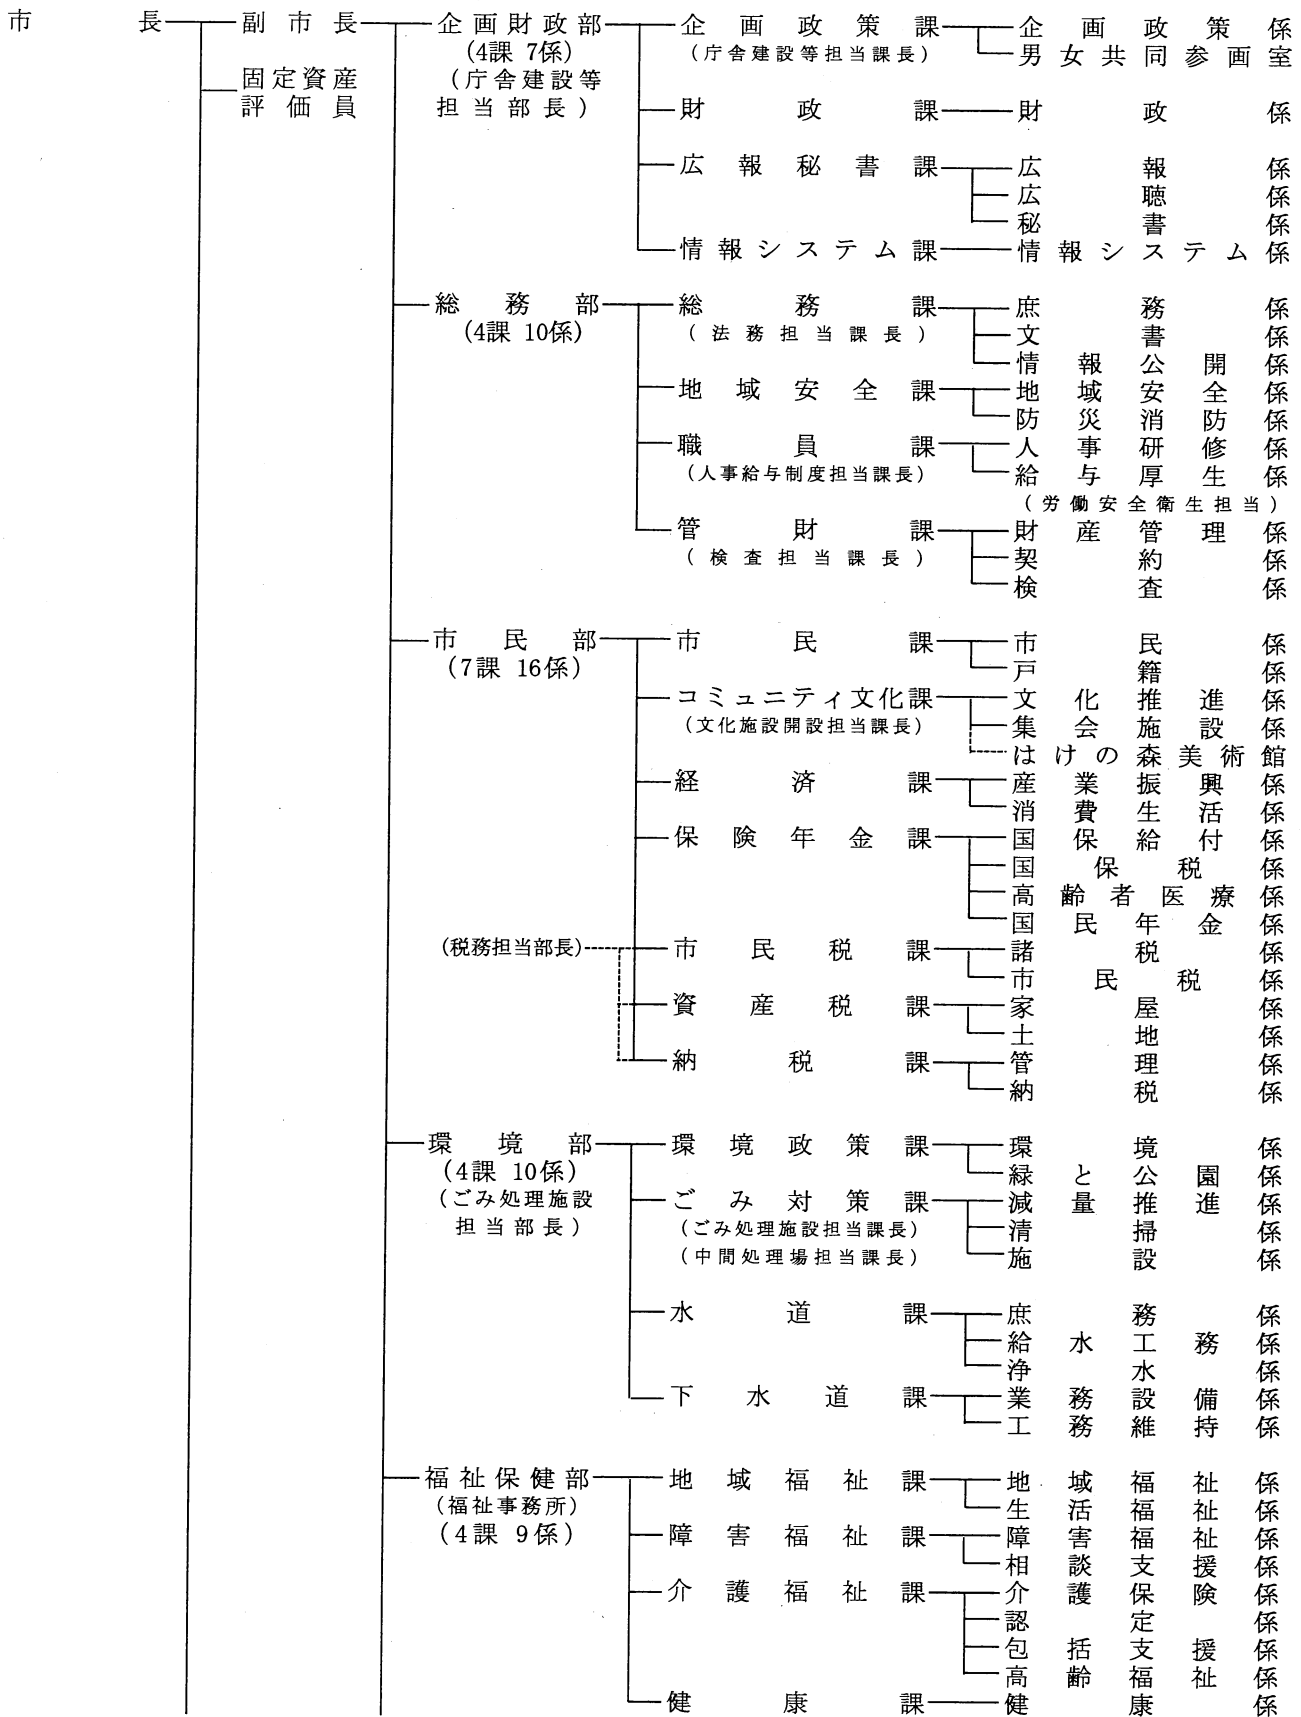 市長 副市長 企画財政部 企画政策課 企画政策係
(4課 7係) (庁舎建設等担当課長) 男女共同参画室
固定資産 (庁舎建設等
評価員 担当部長) 財政課 財政係
広報秘書課 広報係
広聴係
秘書係
情報システム課 情報システム係
総務部 総務課 庶務係
(4課 10係) (法務担当課長) 文書係
情報公開係
地域安全課 地域安全係
防災消防係
職員課 人事研修係
(人事給与制度担当課長) 給与厚生係
(労働安全衛生担当)
管財課 財産管理係
(検査担当課長) 契約係
検査係
市民部 市民課 市民係
(7課 16係) 戸籍係
コミュニティ文化課 文化推進係
(文化施設開設担当課長) 集会施設係
はけの森美術館
経済課 産業振興係
消費生活係
保険年金課 国保給付係
国保税係
高齢者医療係
国民年金係
(税務担当部長) 市民税課 諸税係
市民税係
資産税課 家屋係
土地係
納税課 管理係
納税係
環境部 環境政策課 環境係
(4課 10係) 緑と公園係
(ごみ処理施設 ごみ対策課 減量推進係
担当部長) (ごみ処理施設担当課長) 清掃係
(中間処理場担当課長) 施設係
水道課 庶務係
給水工務係
浄水係
下水道課 業務設備係
工務維持係
福祉保健部 地域福祉課 地域福祉係
(福祉事務所) 生活福祉係
(4課 9係) 障害福祉課 障害福祉係
相談支援係
介護福祉課 介護保険係
認定係
包括支援係
高齢福祉係
健康課 健康係